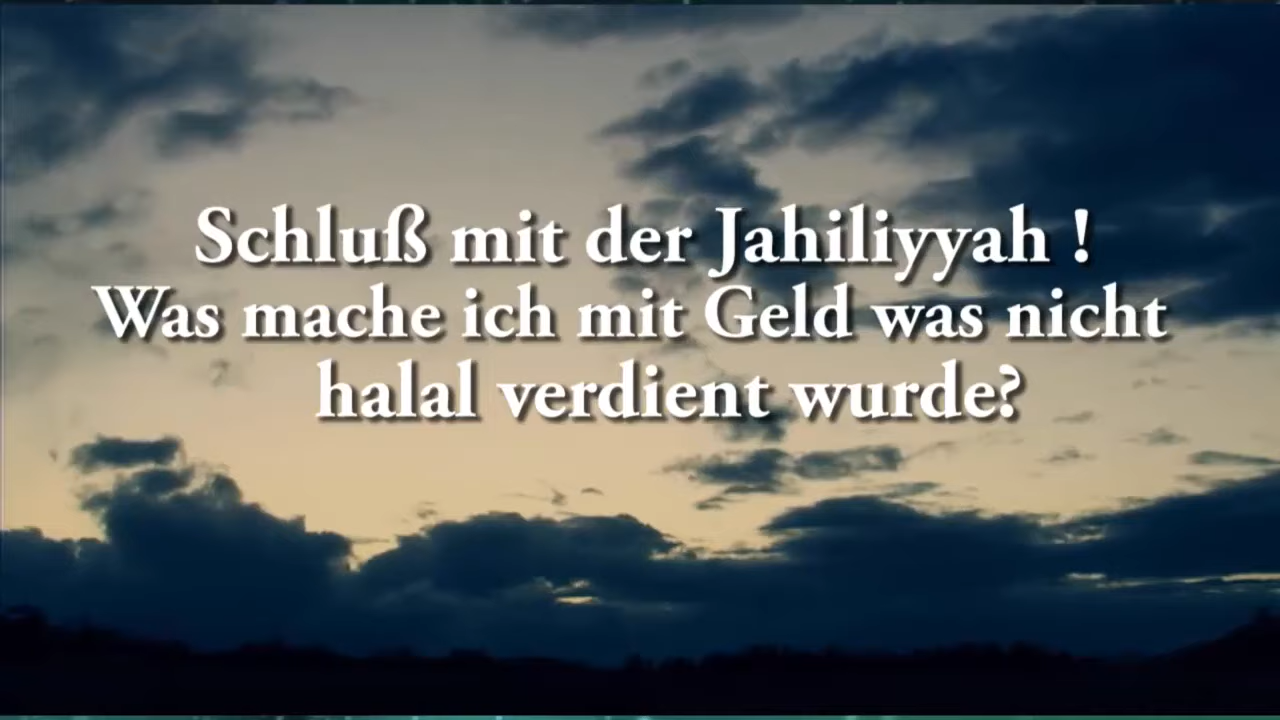 Schluß mit der Jahiliyyah !
Was mache ich mit Geld was nicht
halal verdient wurde?